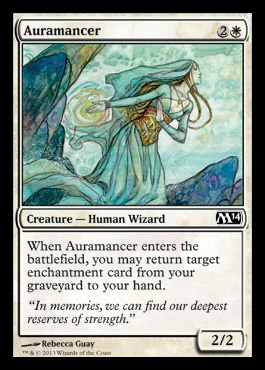 Auramancer 2
Creature — Human Wizard M14
When Auramancer enters the
battlefield, you may return target
enchantment card from your
graveyard to your hand.
“In memories, we can find our deepest
reserves of strength.”
2/2
Rebecca Guay
™ & © 2013 Wizards of the Coast